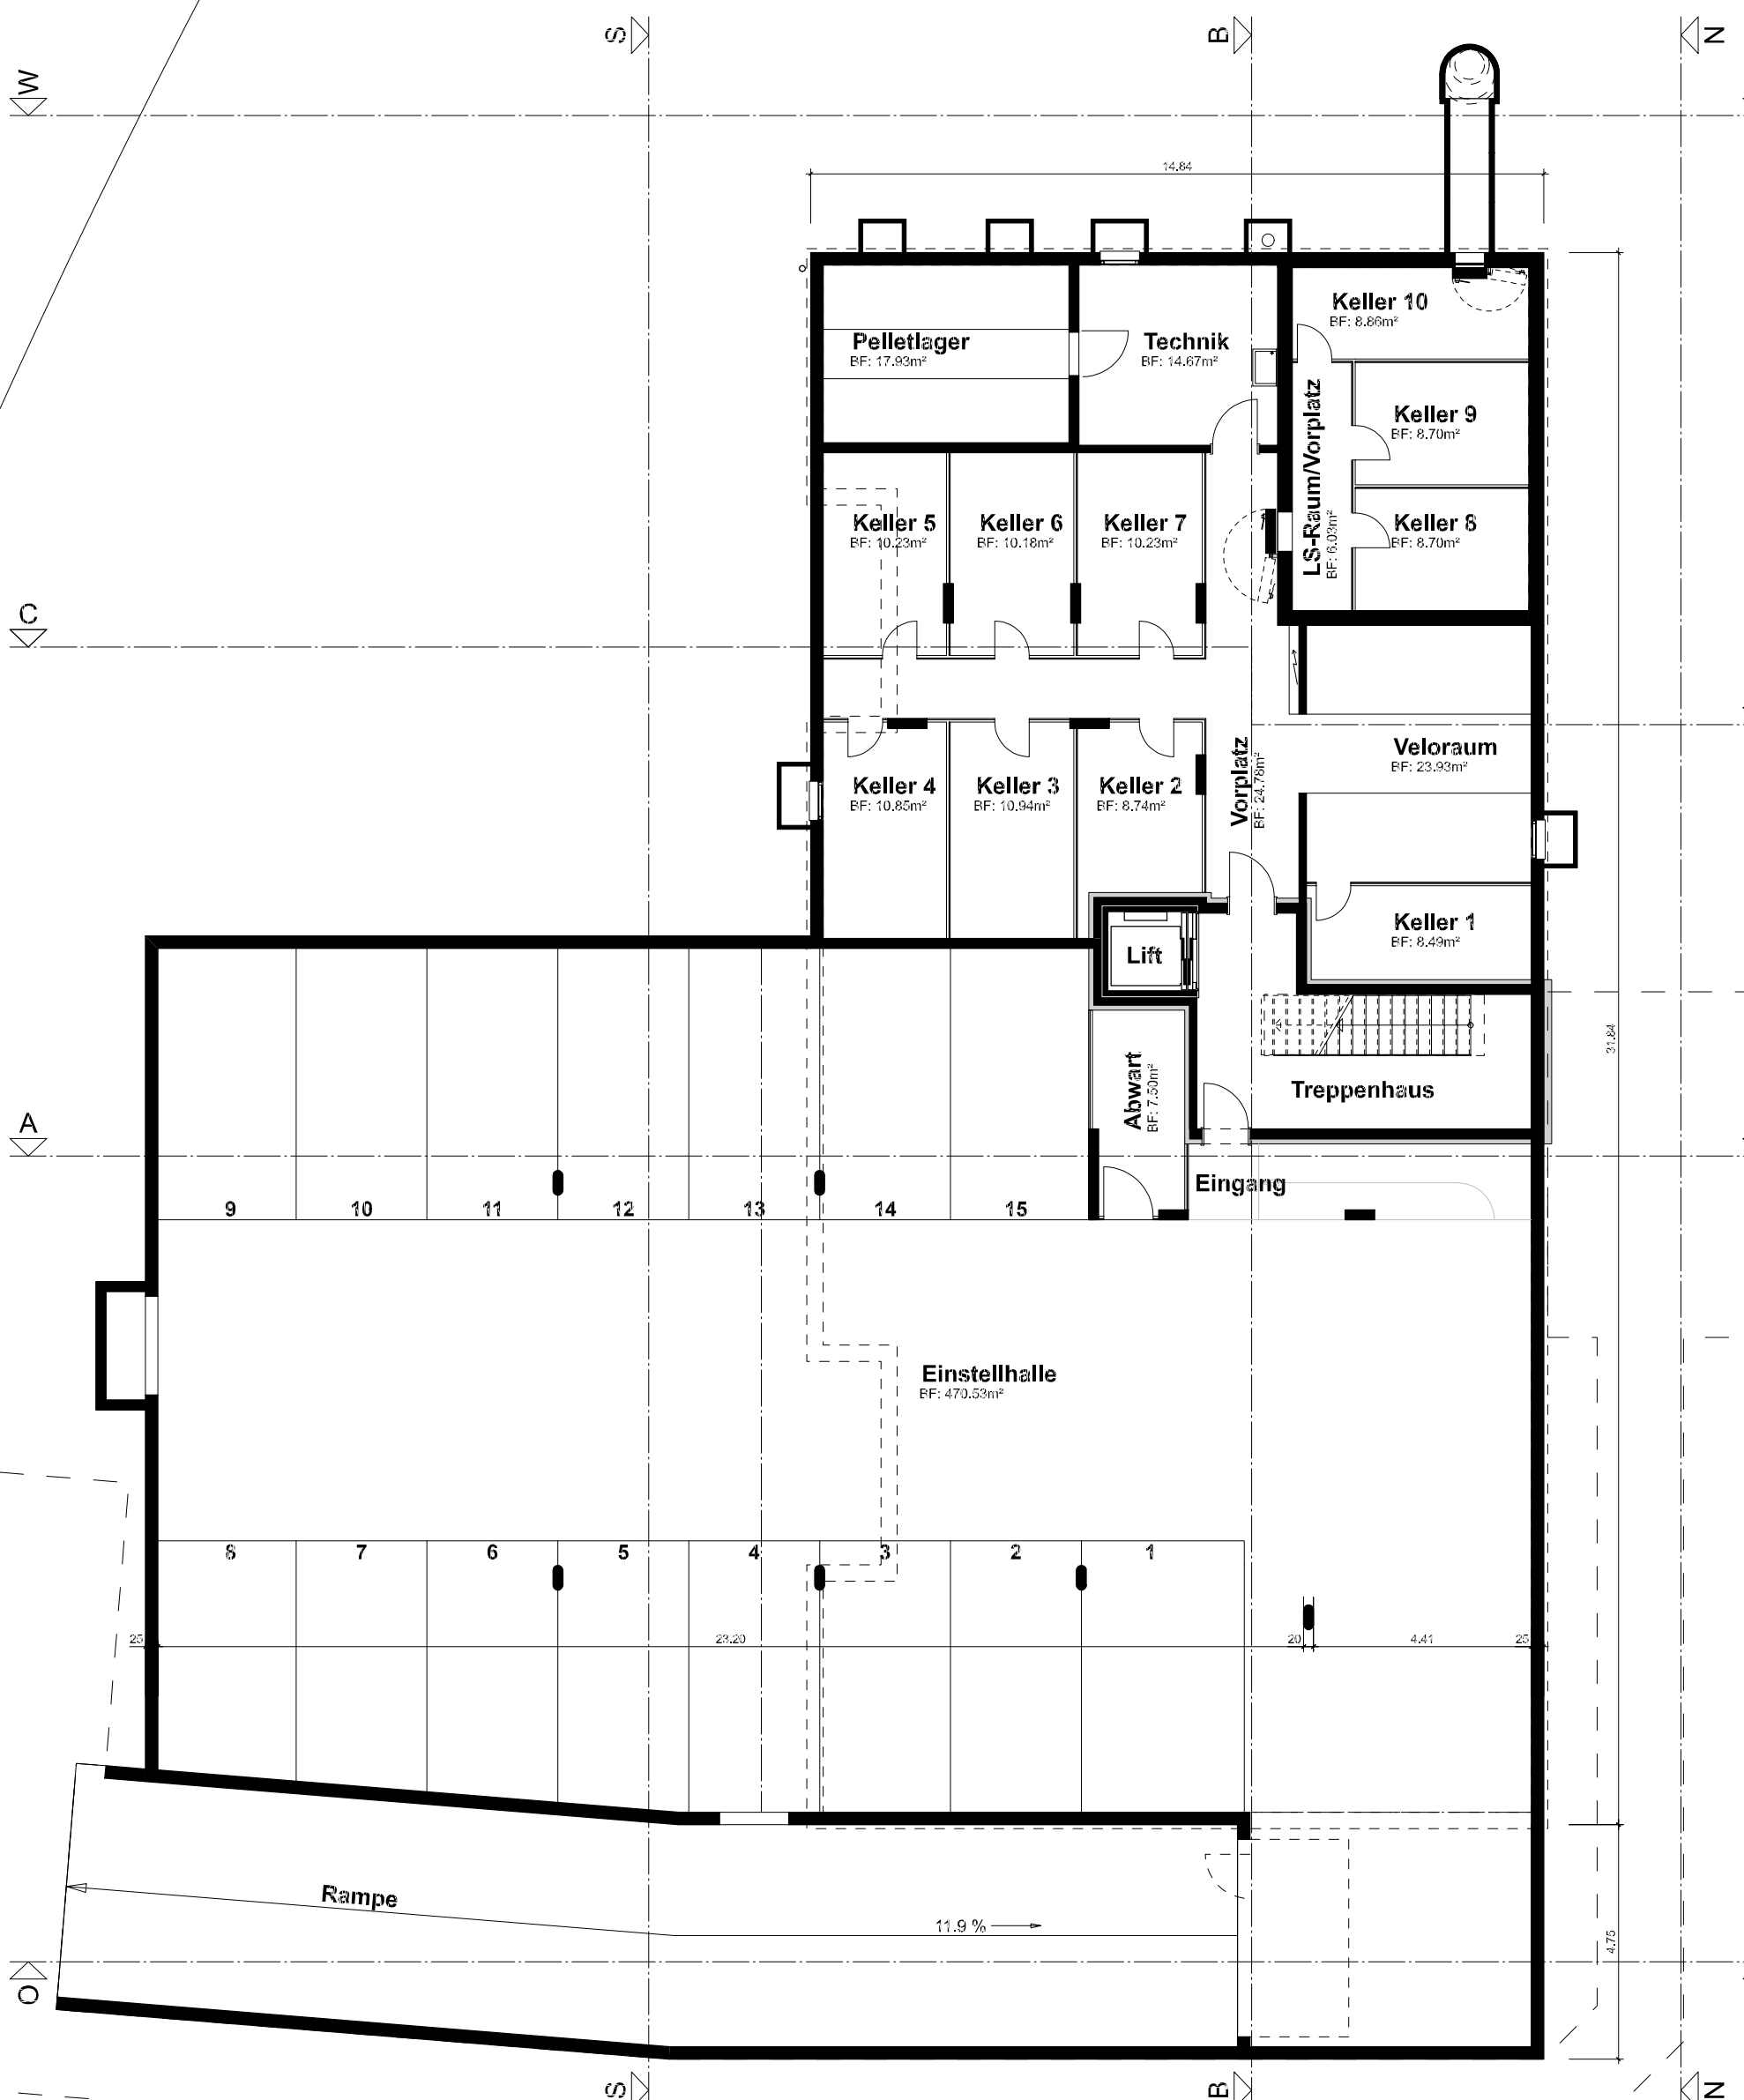 S
B
N
W
14.84
Keller 10
BF: 8.86m²
Pelletlager
BF: 17.93m²
Technik
BF: 14.67m²
Keller 9
BF: 8.70m²
LS-Raum/Vorplatz
BF: 6.03m²
Keller 5
BF: 10.23m²
Keller 6
BF: 10.18m²
Keller 7
BF: 10.23m²
Keller 8
BF: 8.70m²
C
Veloraum
BF: 23.93m²
Vorplatz
BF: 24.78m²
Keller 4
BF: 10.85m²
Keller 3
BF: 10.94m²
Keller 2
BF: 8.74m²
Keller 1
BF: 8.49m²
Lift
31.84
Abwart
BF: 7.50m²
Treppenhaus
A
Eingang
9
10
11
12
13
14
15
Einstellhalle
BF: 470.53m²
8
7
6
5
4
3
2
1
25
23.20
20
4.41
25
Rampe
11.9 %
4.75
O
S
B
N